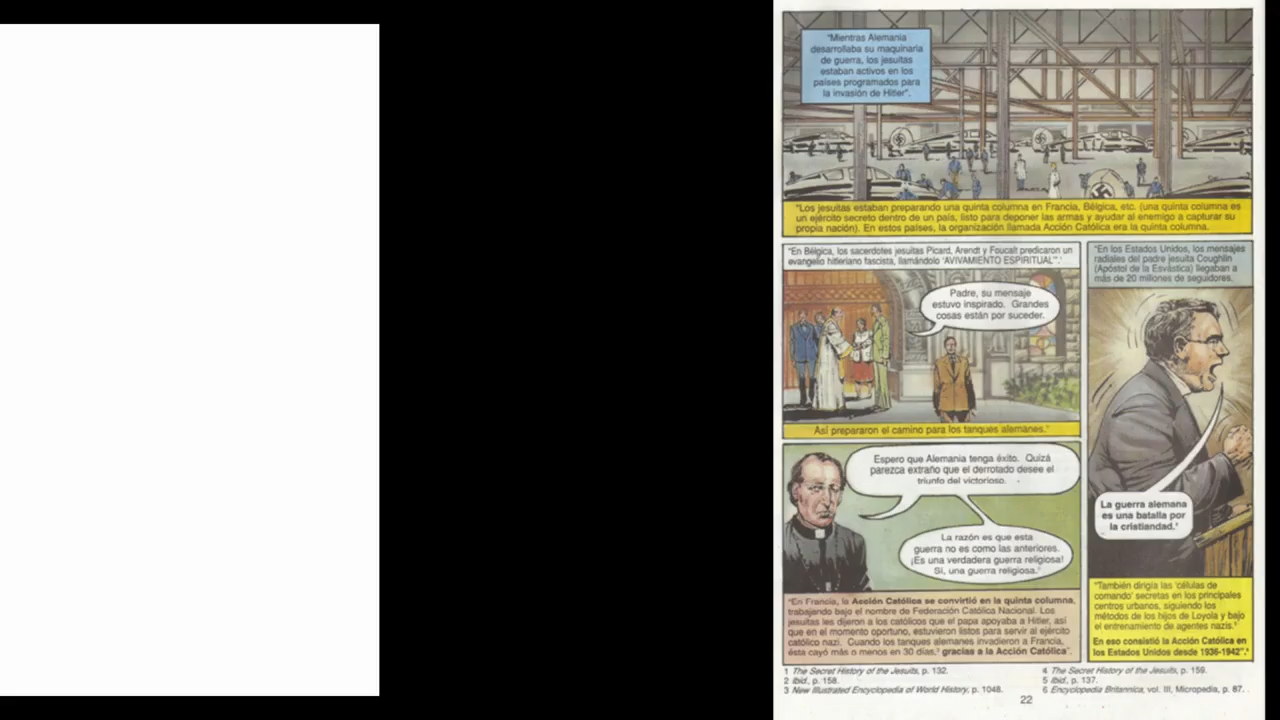 "Mientras Alemania
desarrollaba su maquinaria
de guerra, los jesuitas
estaban activos en los
países programados para
la invasión de Hitler".
"Los jesuitas estaban preparando una quinta columna en Francia, Bélgica, etc. (una quinta columna es
un ejército secreto dentro de un país, listo para deponer las armas y ayudar al enemigo a capturar su
propia nación). En estos países, la organización llamada Acción Católica era la quinta columna.
"En Bélgica, los sacerdotes jesuitas Picard, Arendt y Foucalt predicaron un
evangelio hitleriano fascista, llamándolo 'AVIVAMIENTO ESPIRITUAL'".
Padre, su mensaje
estuvo inspirado. Grandes
cosas están por suceder.
Así prepararon el camino para los tanques alemanes.
"En los Estados Unidos, los mensajes
radiales del padre jesuita Coughlin
(Apóstol de la Esvástica) llegaban a
más de 20 millones de seguidores.
La guerra alemana
es una batalla por
la cristiandad.
Espero que Alemania tenga éxito. Quizá
parezca extraño que el derrotado desee el
triunfo del victorioso.
La razón es que esta
guerra no es como las anteriores.
¡Es una verdadera guerra religiosa!
Sí, una guerra religiosa.
"En Francia, la Acción Católica se convirtió en la quinta columna,
trabajando bajo el nombre de Federación Católica Nacional. Los
jesuitas les dijeron a los católicos que el papa apoyaba a Hitler, así
que en el momento oportuno, estuvieron listos para servir al ejército
católico nazi. Cuando los tanques alemanes invadieron a Francia,
ésta cayó más o menos en 30 días,³ gracias a la Acción Católica".
"También dirigía las 'células de
comando' secretas en los principales
centros urbanos, siguiendo los
métodos de los hijos de Loyola y bajo
el entrenamiento de agentes nazis.⁵
En eso consistió la Acción Católica en
los Estados Unidos desde 1936-1942".⁶
1 The Secret History of the Jesuits, p. 132.
2 Ibid, p. 158.
3 New Illustrated Encyclopedia of World History, p. 1048.
4 The Secret History of the Jesuits, p. 159.
5 Ibid, p. 137.
6 Encyclopedia Britannica, vol. III, Micropedia, p. 87.
22